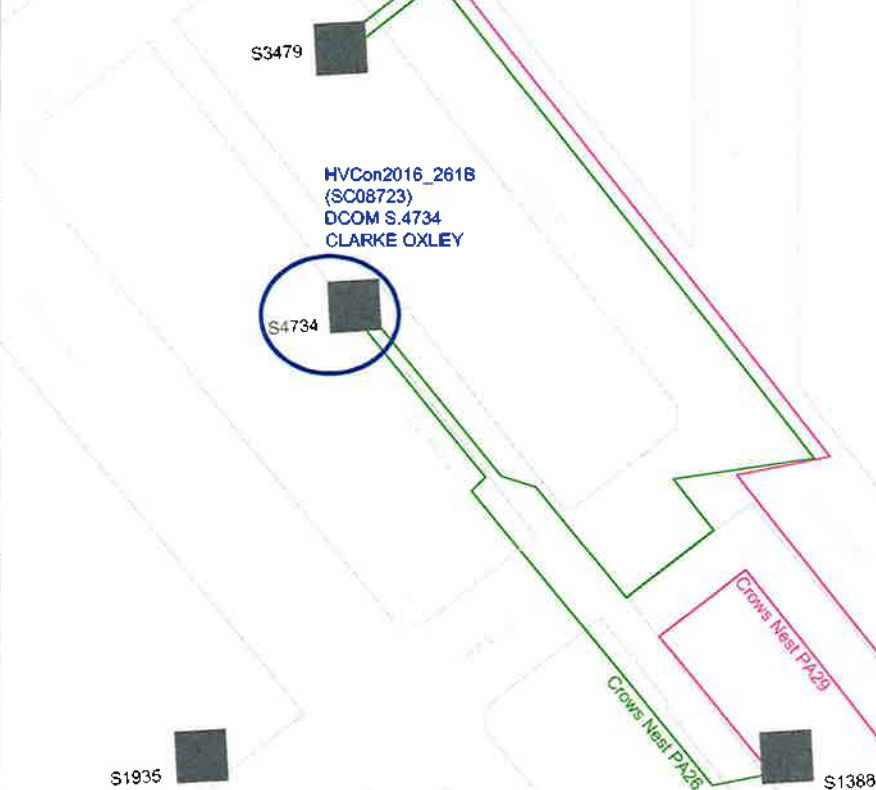 S3479
HVCon2016_261B
(SC08723)
DCOM S.4734
CLARKE OXLEY
S4734
Crows Nest PA29
Crows Nest PA26
S1935
S1388